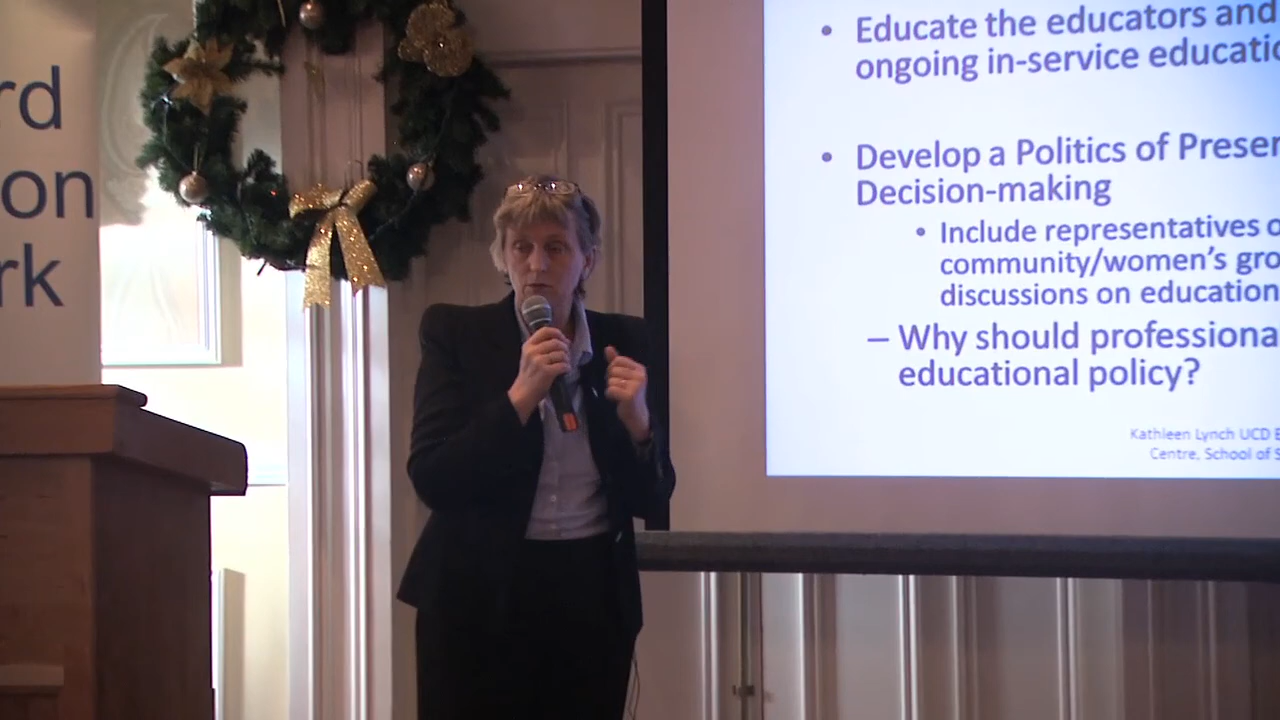 rd
on
rk
Educate the educators and
ongoing in-service educatio
Develop a Politics of Presen
Decision-making
Include representatives o
community/women's gro
discussions on education
– Why should professiona
educational policy?
Kathleen Lynch UCD E
Centre, School of S